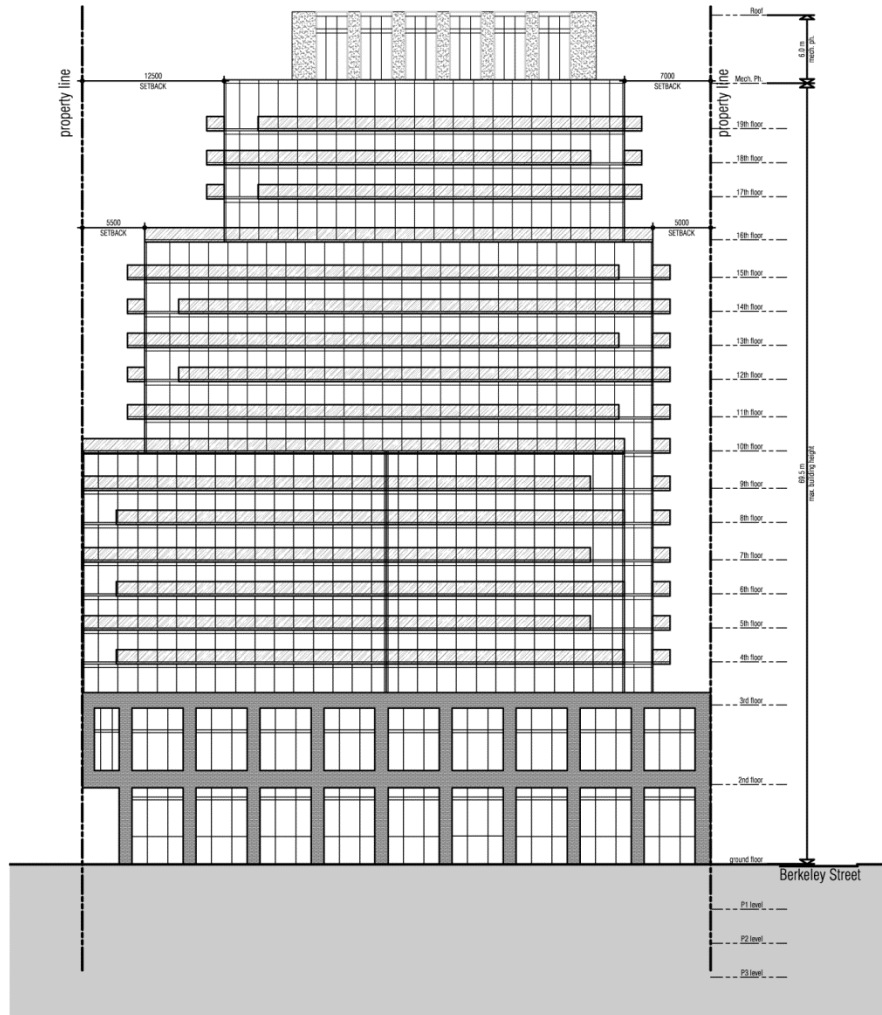 Roof
6.0 m
mech. ph.
12500
SETBACK
7000
SETBACK
Mech. Ph.
property line
property line
19th floor
18th floor
17th floor
5500
SETBACK
5000
SETBACK
16th floor
15th floor
14th floor
13th floor
12th floor
11th floor
10th floor
69.5 m
max. building height
9th floor
8th floor
7th floor
6th floor
5th floor
4th floor
3rd floor
2nd floor
ground floor
Berkeley Street
P1 level
P2 level
P3 level